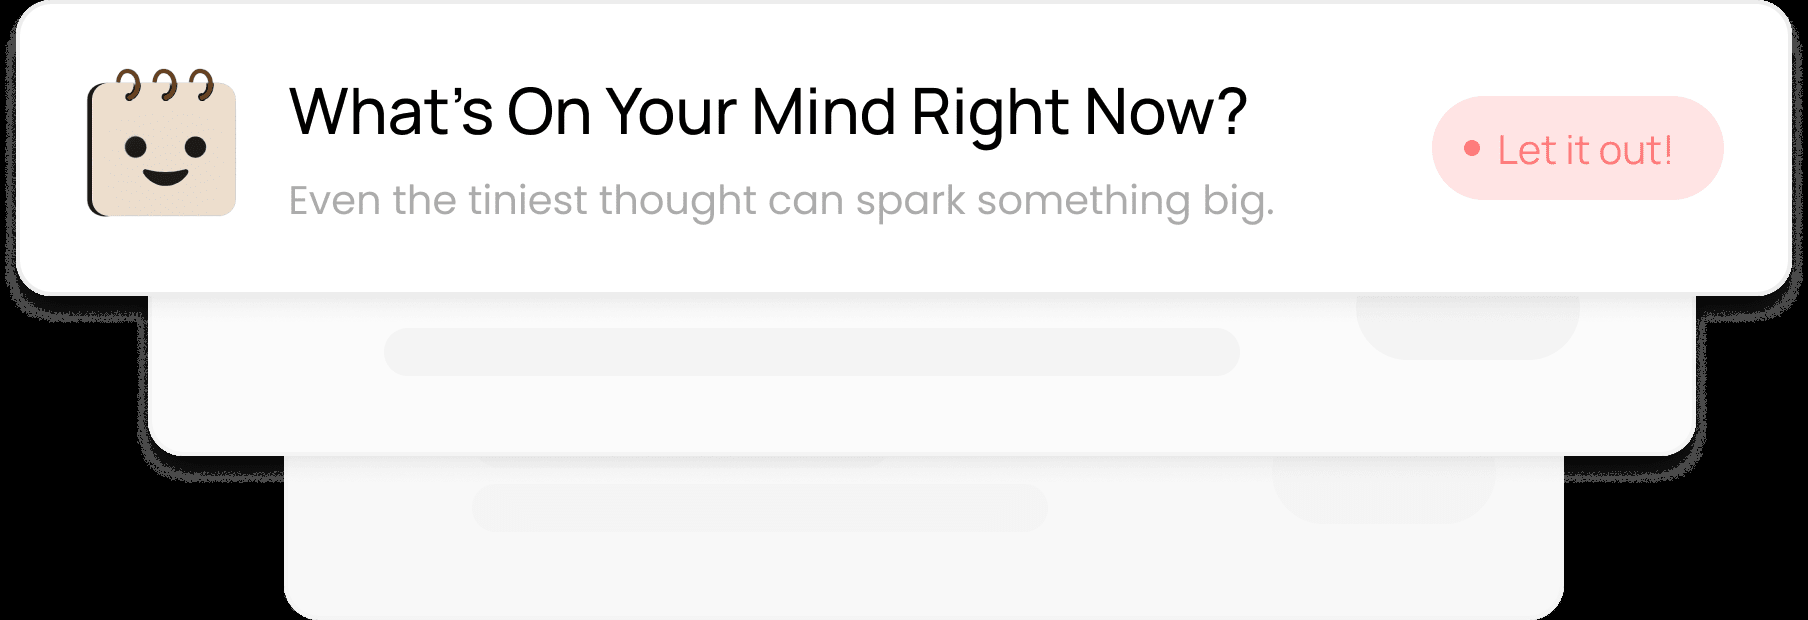 What’s On Your Mind Right Now?
Even the tiniest thought can spark something big.
Let it out!